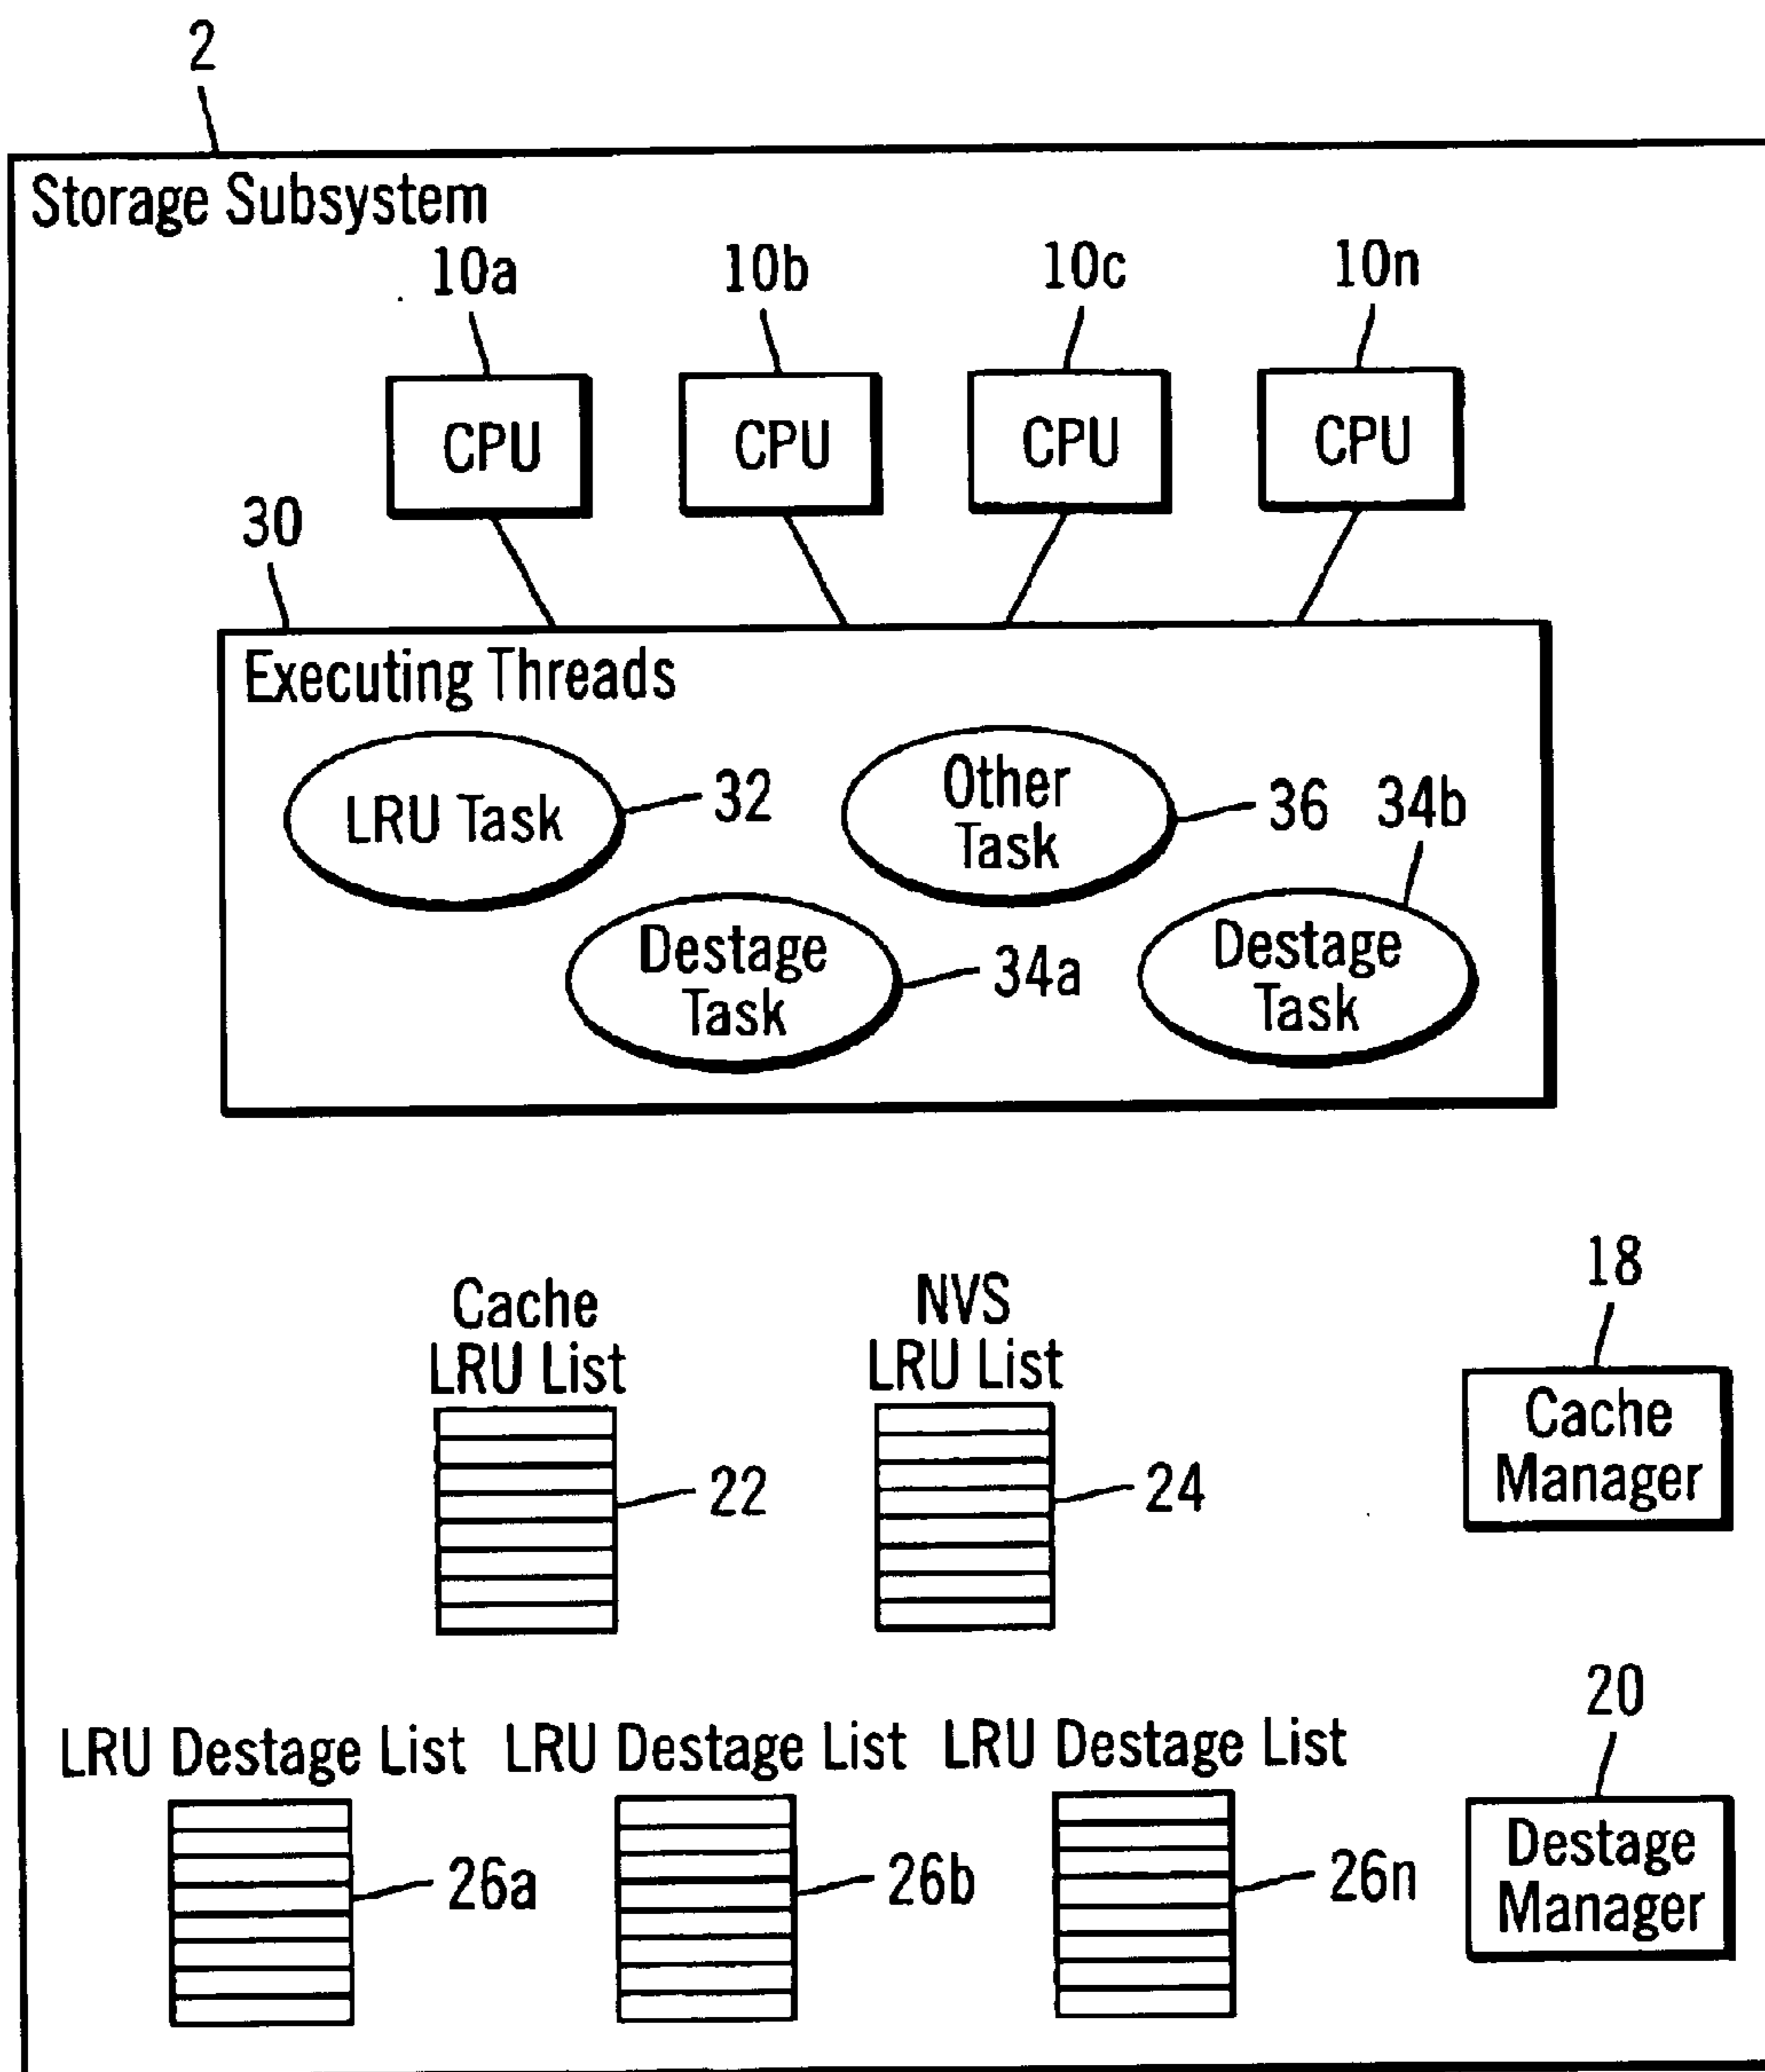 2
Storage Subsystem
10a
10b
10c
10n
CPU
CPU
CPU
CPU
30
Executing Threads
LRU Task
32
Other
Task
36
34b
Destage
Task
34a
Destage
Task
18
Cache
LRU List
NVS
LRU List
Cache
Manager
22
24
20
LRU Destage List
LRU Destage List
LRU Destage List
26a
26b
26n
Destage
Manager